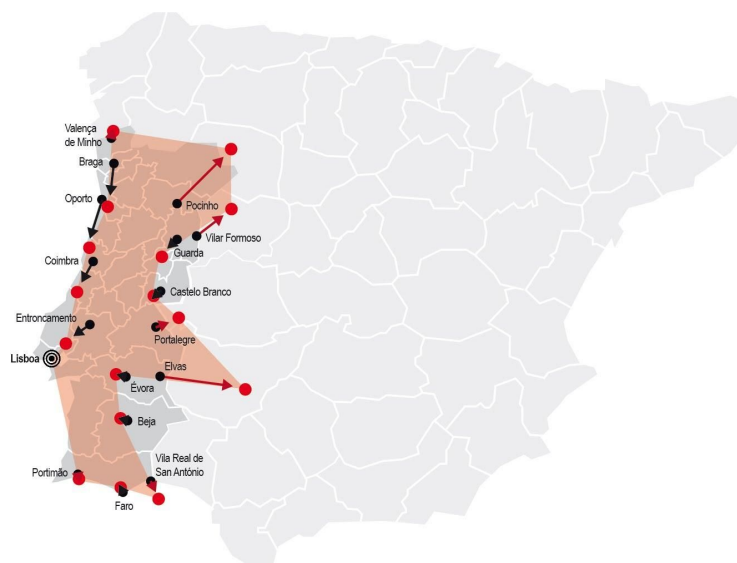 Valença
de Minho
Braga
Oporto
Pocinho
Vilar Formoso
Guarda
Coimbra
Castelo Branco
Entroncamento
Portalegre
Lisboa
Elvas
Évora
Beja
Vila Real de
San António
Portimão
Faro